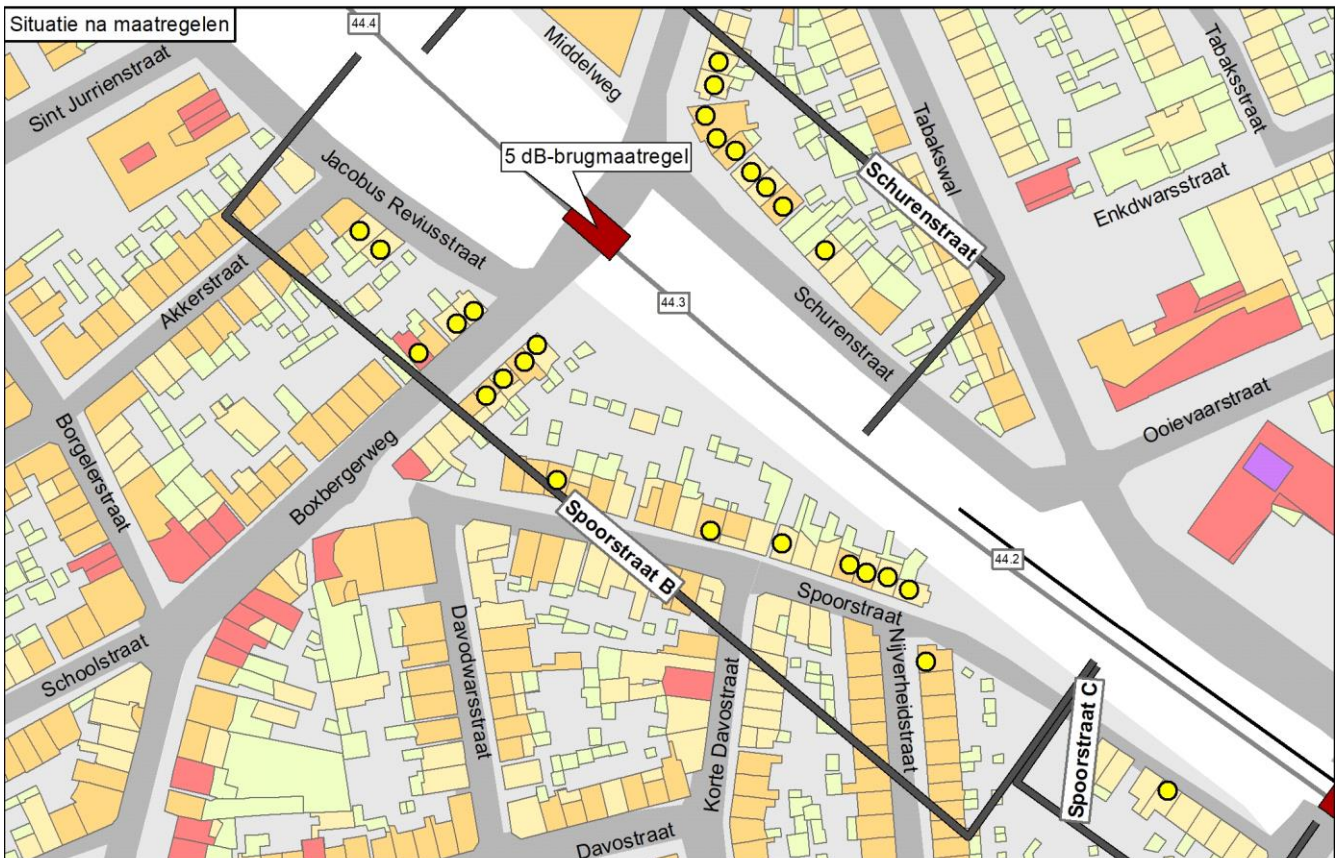 Situatie na maatregelen
44.4
Middelweg
Sint Jurrienstraat
Tabaksstraat
Tabakswal
5 dB-brugmaatregel
Jacobus Reviusstraat
Schurenstraat
Enkdwarsstraat
Akkerstraat
44.3
Schurenstraat
Ooievaarstraat
Borgelerstraat
Boxbergerweg
Spoorstraat B
44.2
Spoorstraat
Schoolstraat
Davodwarsstraat
Nijverheidstraat
Korte Davostraat
Spoorstraat C
Davostraat